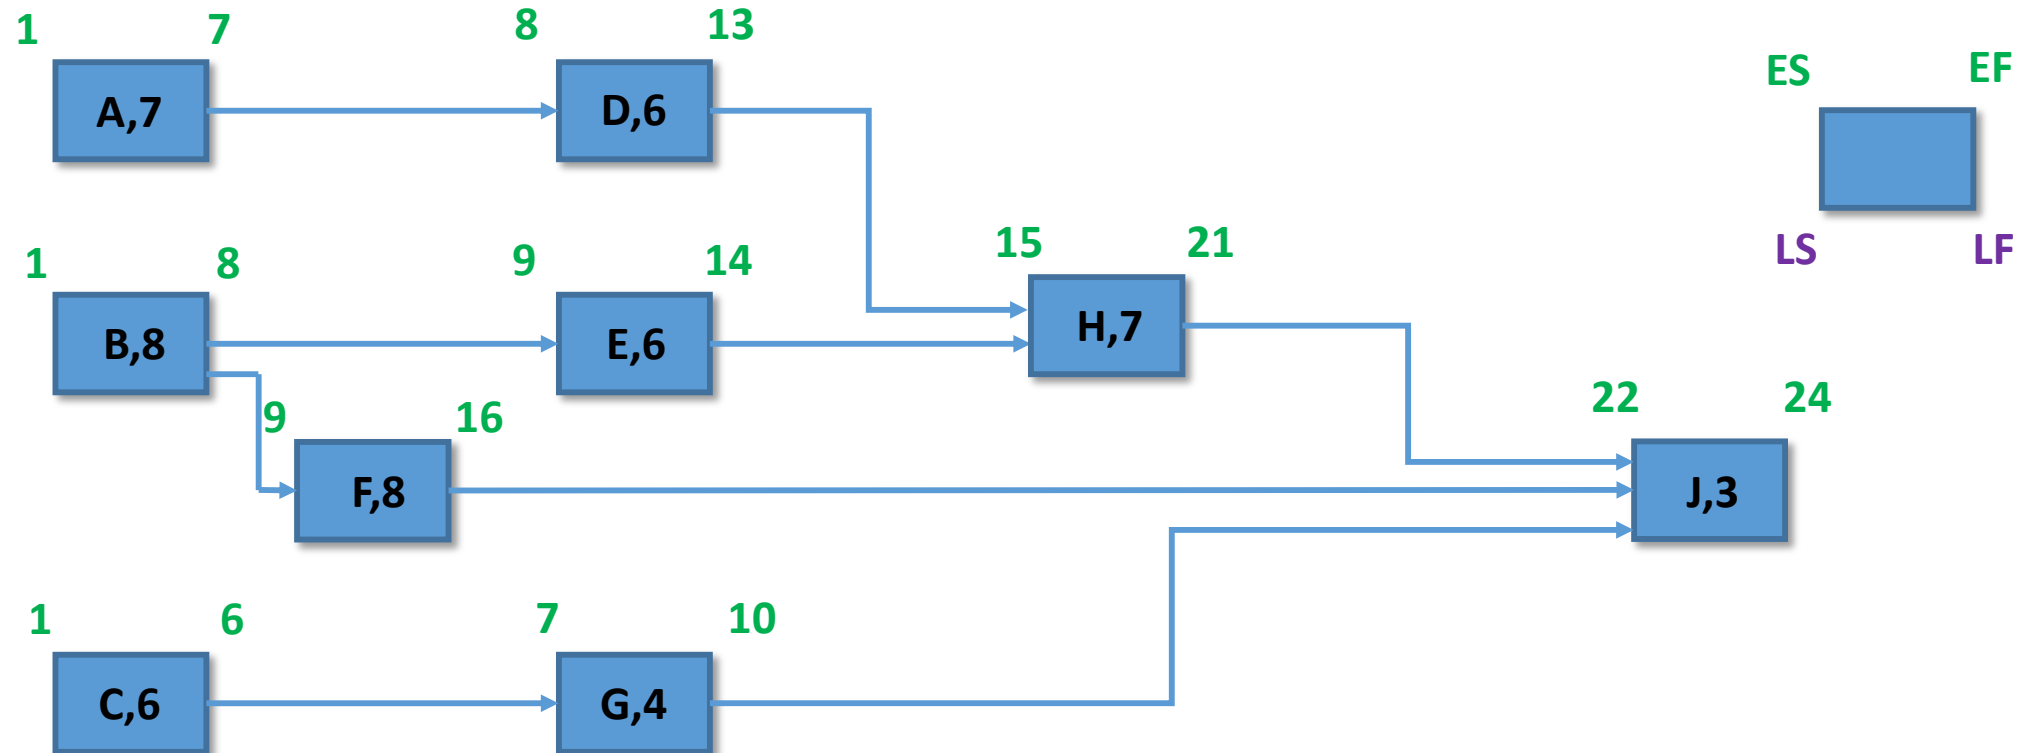 1 7 8 13
A,7 D,6
ES EF
LS LF
1 8 9 14 15 21
B,8 E,6 H,7
9 16 22 24
F,8 J,3
1 6 7 10
C,6 G,4